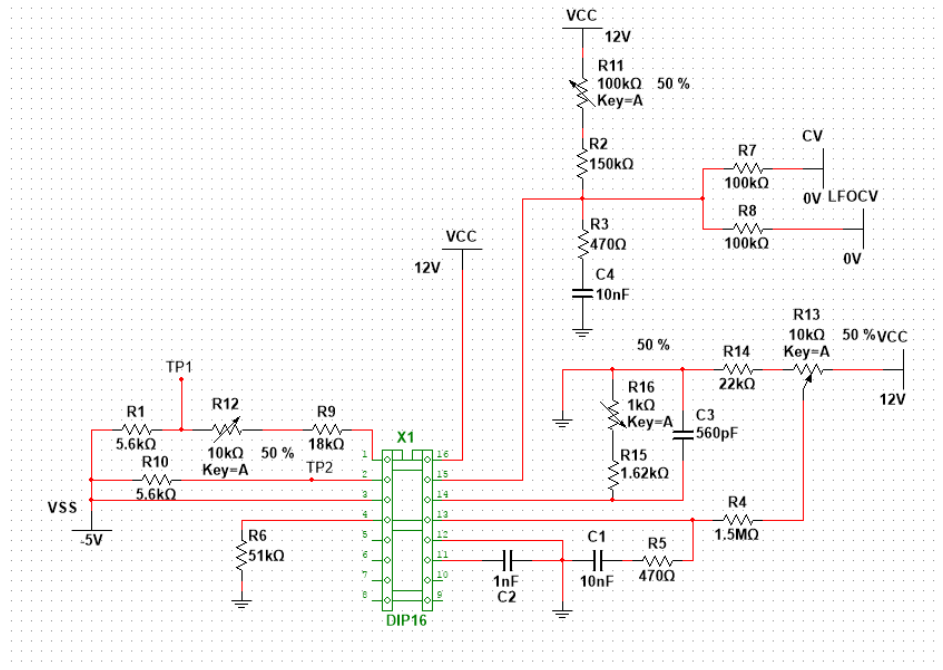 VCC
12V
R11
100kΩ 50 %
Key=A
R2
150kΩ
CV
R7
100kΩ
0V LFOCV
R8
100kΩ
0V
R3
470Ω
C4
10nF
VCC
12V
R13
10kΩ 50 % VCC
Key=A
12V
50 %
R14
22kΩ
R16
1kΩ
Key=A
C3
560pF
R15
1.62kΩ
TP1
R1
5.6kΩ
R12
10kΩ 50 %
Key=A
R9
18kΩ
X1
R10
5.6kΩ
TP2
VSS
-5V
R6
51kΩ
1 16
2 15
3 14
4 13
5 12
6 11
7 10
8 9
DIP16
R4
1.5MΩ
C1
10nF
R5
470Ω
1nF
C2